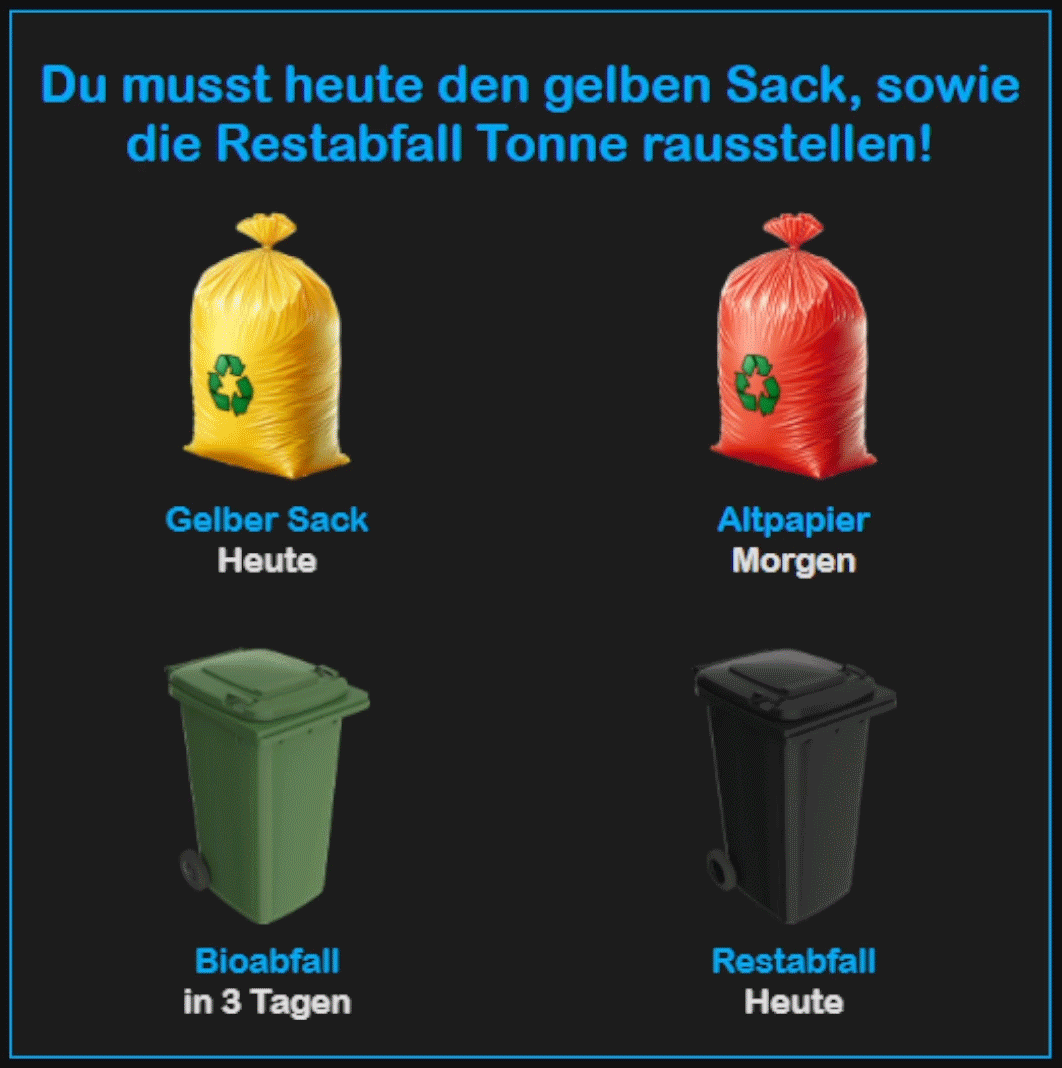 Du musst heute den gelben Sack, sowie
die Restabfall Tonne rausstellen!
Gelber Sack
Heute
Altpapier
Morgen
Bioabfall
in 3 Tagen
Restabfall
Heute